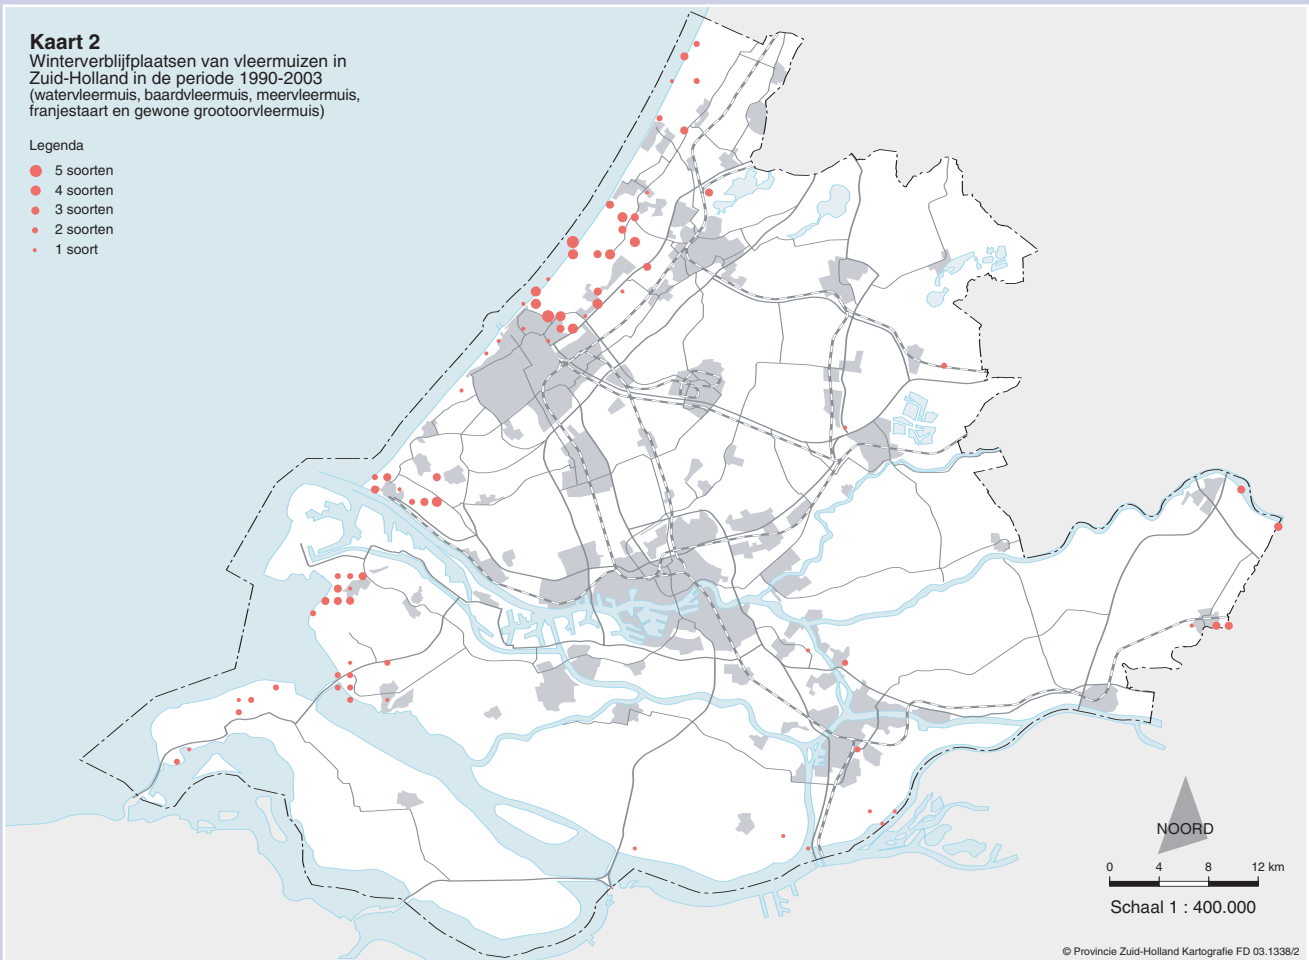 Kaart 2
Winterverblijfplaatsen van vleermuizen in
Zuid-Holland in de periode 1990-2003
(watervleermuis, baardvleermuis, meervleermuis,
franjestaart en gewone grootoorvleermuis)
Legenda
5 soorten
4 soorten
3 soorten
2 soorten
1 soort
NOORD
0 4 8 12 km
Schaal 1 : 400.000
© Provincie Zuid-Holland Kartografie FD 03.1338/2